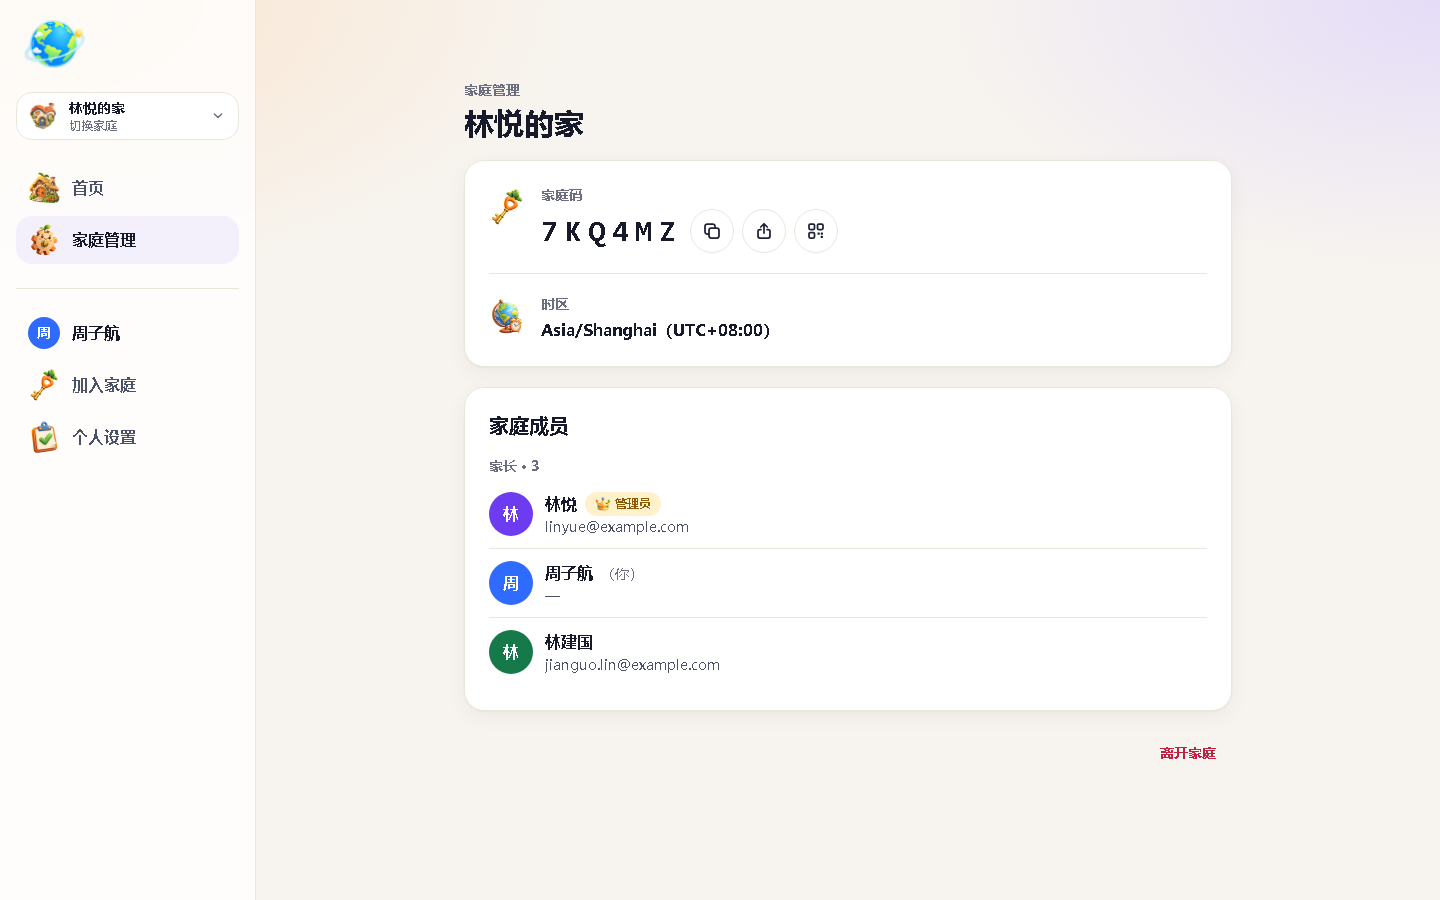 林悦的家
切换家庭
首页
家庭管理
周
周子航
加入家庭
个人设置
家庭管理
林悦的家
家庭码
7KQ4MZ
时区
Asia/Shanghai（UTC+08:00）
家庭成员
家长 • 3
林
林悦
管理员
linyue@example.com
周
周子航 （你）
—
林
林建国
jianguo.lin@example.com
离开家庭